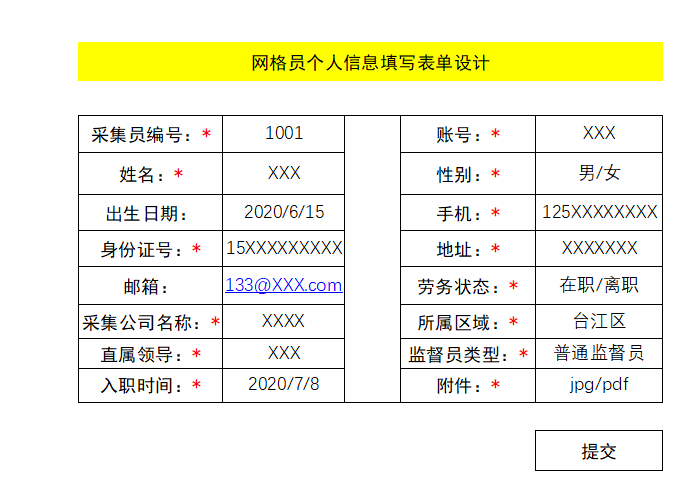 网格员个人信息填写表单设计
采集员编号：* 1001 账号：* XXX
姓名：* XXX 性别：* 男/女
出生日期： 2020/6/15 手机：* 125XXXXXXXX
身份证号：* 15XXXXXXXXX 地址：* XXXXXXX
邮箱： 133@XXX.com 劳务状态：* 在职/离职
采集公司名称：* XXXX 所属区域：* 台江区
直属领导：* XXX 监督员类型：* 普通监督员
入职时间：* 2020/7/8 附件：* jpg/pdf
提交